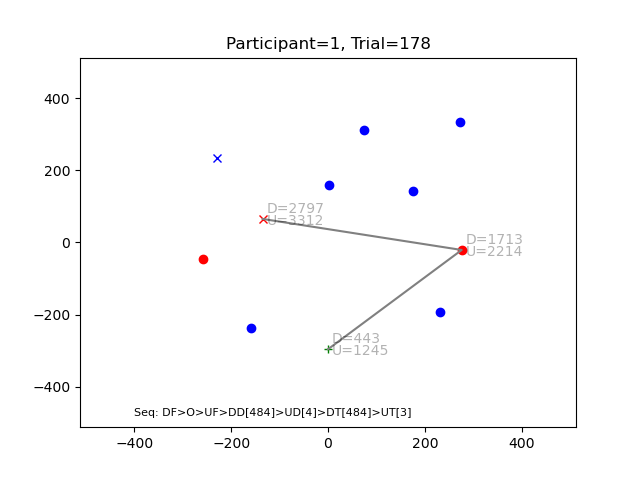 Participant=1, Trial=178
400
200
0
−200
−400
D=2797
U=3312
D=1713
U=2214
D=443
U=1245
Seq: DF>O>UF>DD[484]>UD[4]>DT[484]>UT[3]
−400 −200 0 200 400